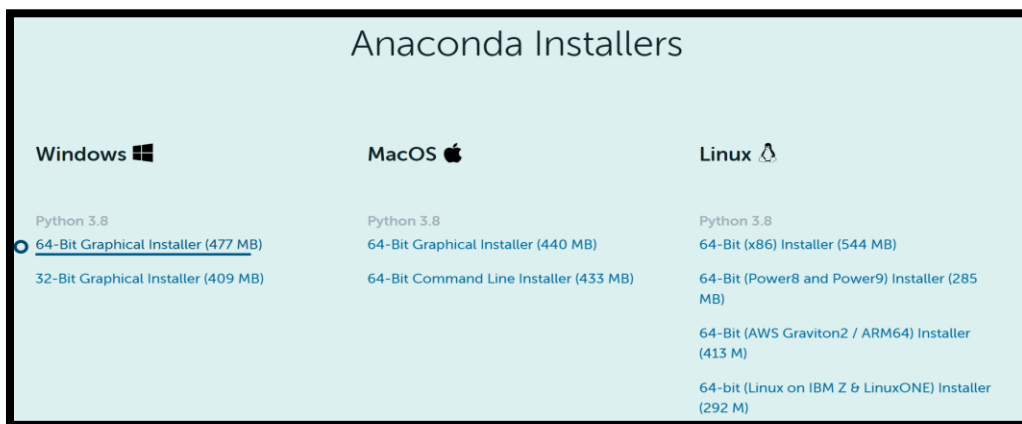 Anaconda Installers
Windows
Python 3.8
64-Bit Graphical Installer (477 MB)
32-Bit Graphical Installer (409 MB)
MacOS
Python 3.8
64-Bit Graphical Installer (440 MB)
64-Bit Command Line Installer (433 MB)
Linux
Python 3.8
64-Bit (x86) Installer (544 MB)
64-Bit (Power8 and Power9) Installer (285
MB)
64-Bit (AWS Graviton2 / ARM64) Installer
(413 M)
64-bit (Linux on IBM Z & LinuxONE) Installer
(292 M)